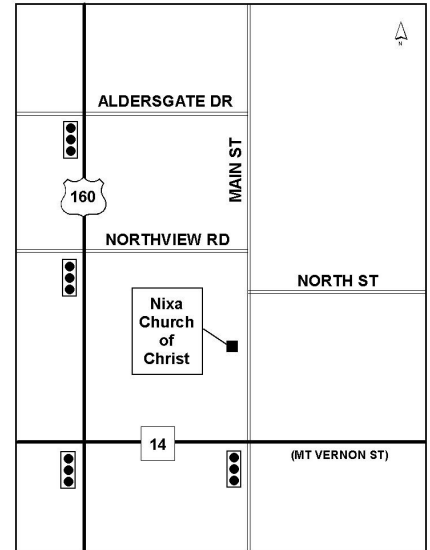 N
ALDERSGATE DR
MAIN ST
160
NORTHVIEW RD
NORTH ST
Nixa
Church
of
Christ
14
(MT VERNON ST)